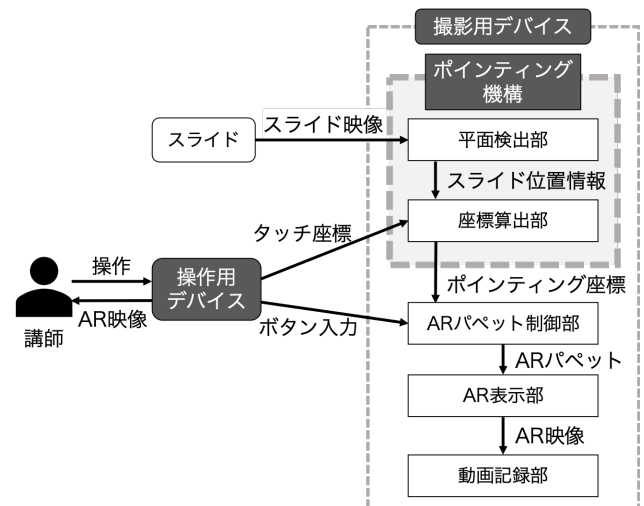 撮影用デバイス
ポインティング
機構
スライド映像
スライド
平面検出部
スライド位置情報
タッチ座標
座標算出部
操作
操作用
デバイス
ポインティング座標
AR映像
講師
ボタン入力
ARパペット制御部
ARパペット
AR表示部
AR映像
動画記録部